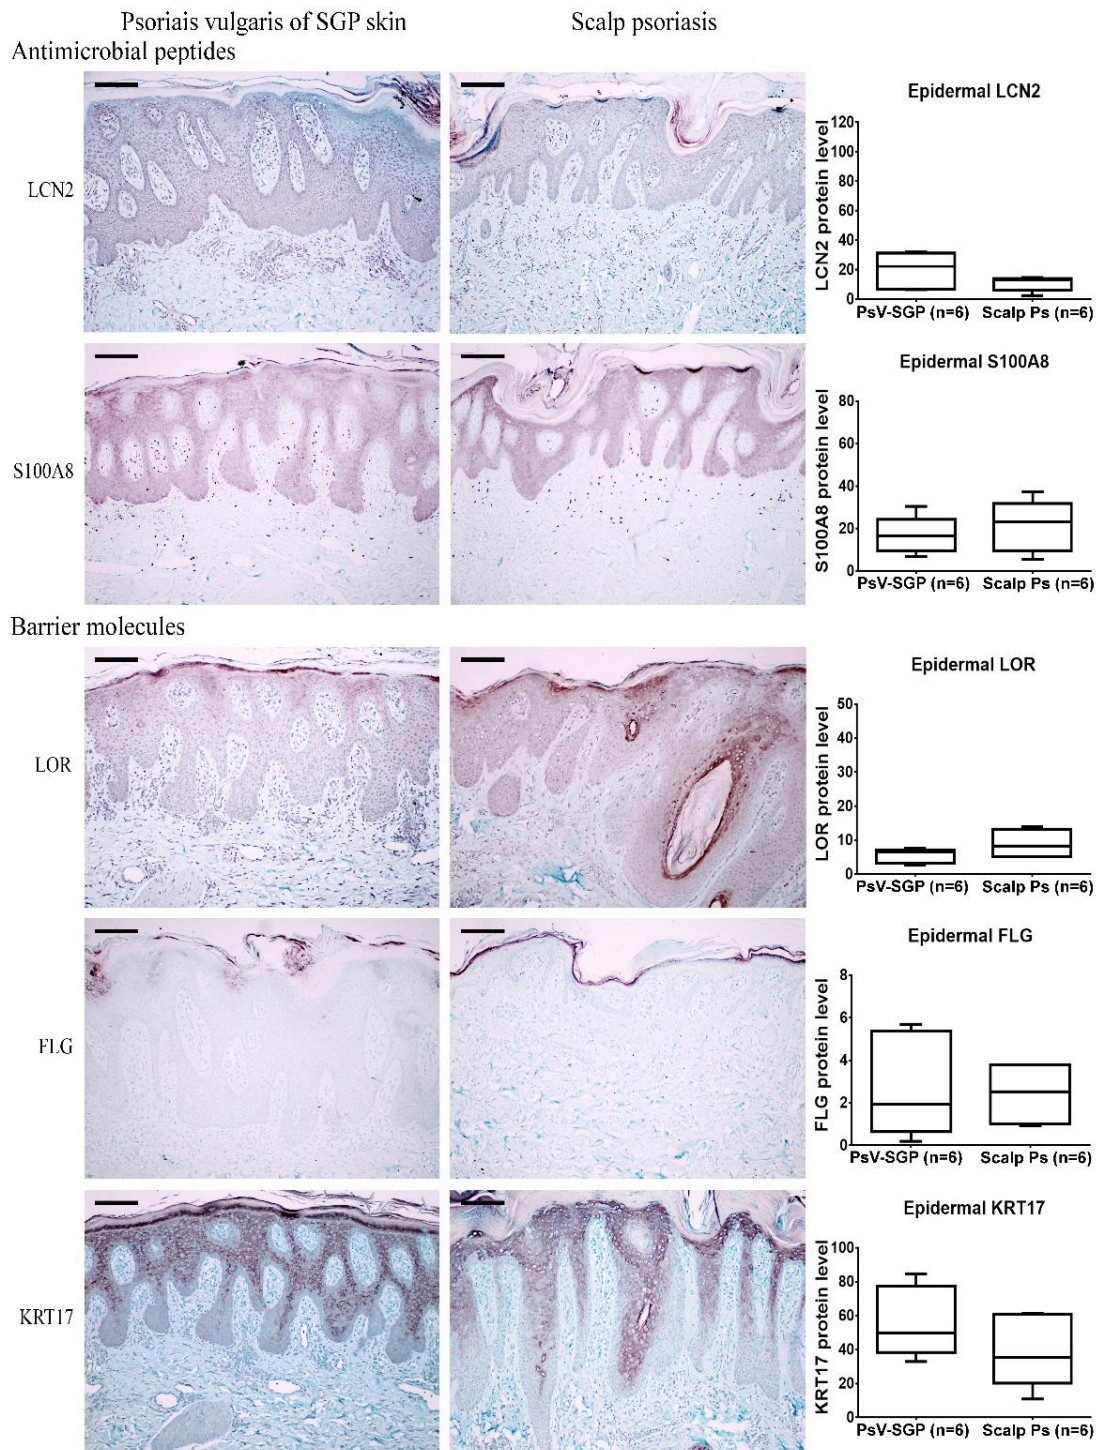 Psoriais vulgaris of SGP skin
Scalp psoriasis
Antimicrobial peptides
LCN2
Epidermal LCN2
LCN2 protein level
120
100
80
60
40
20
0
PsV-SGP (n=6)
Scalp Ps (n=6)
S100A8
Epidermal S100A8
S100A8 protein level
80
60
40
20
0
PsV-SGP (n=6)
Scalp Ps (n=6)
Barrier molecules
LOR
Epidermal LOR
LOR protein level
50
40
30
20
10
0
PsV-SGP (n=6)
Scalp Ps (n=6)
FLG
Epidermal FLG
FLG protein level
8
6
4
2
0
PsV-SGP (n=6)
Scalp Ps (n=6)
KRT17
Epidermal KRT17
KRT17 protein level
100
80
60
40
20
0
PsV-SGP (n=6)
Scalp Ps (n=6)